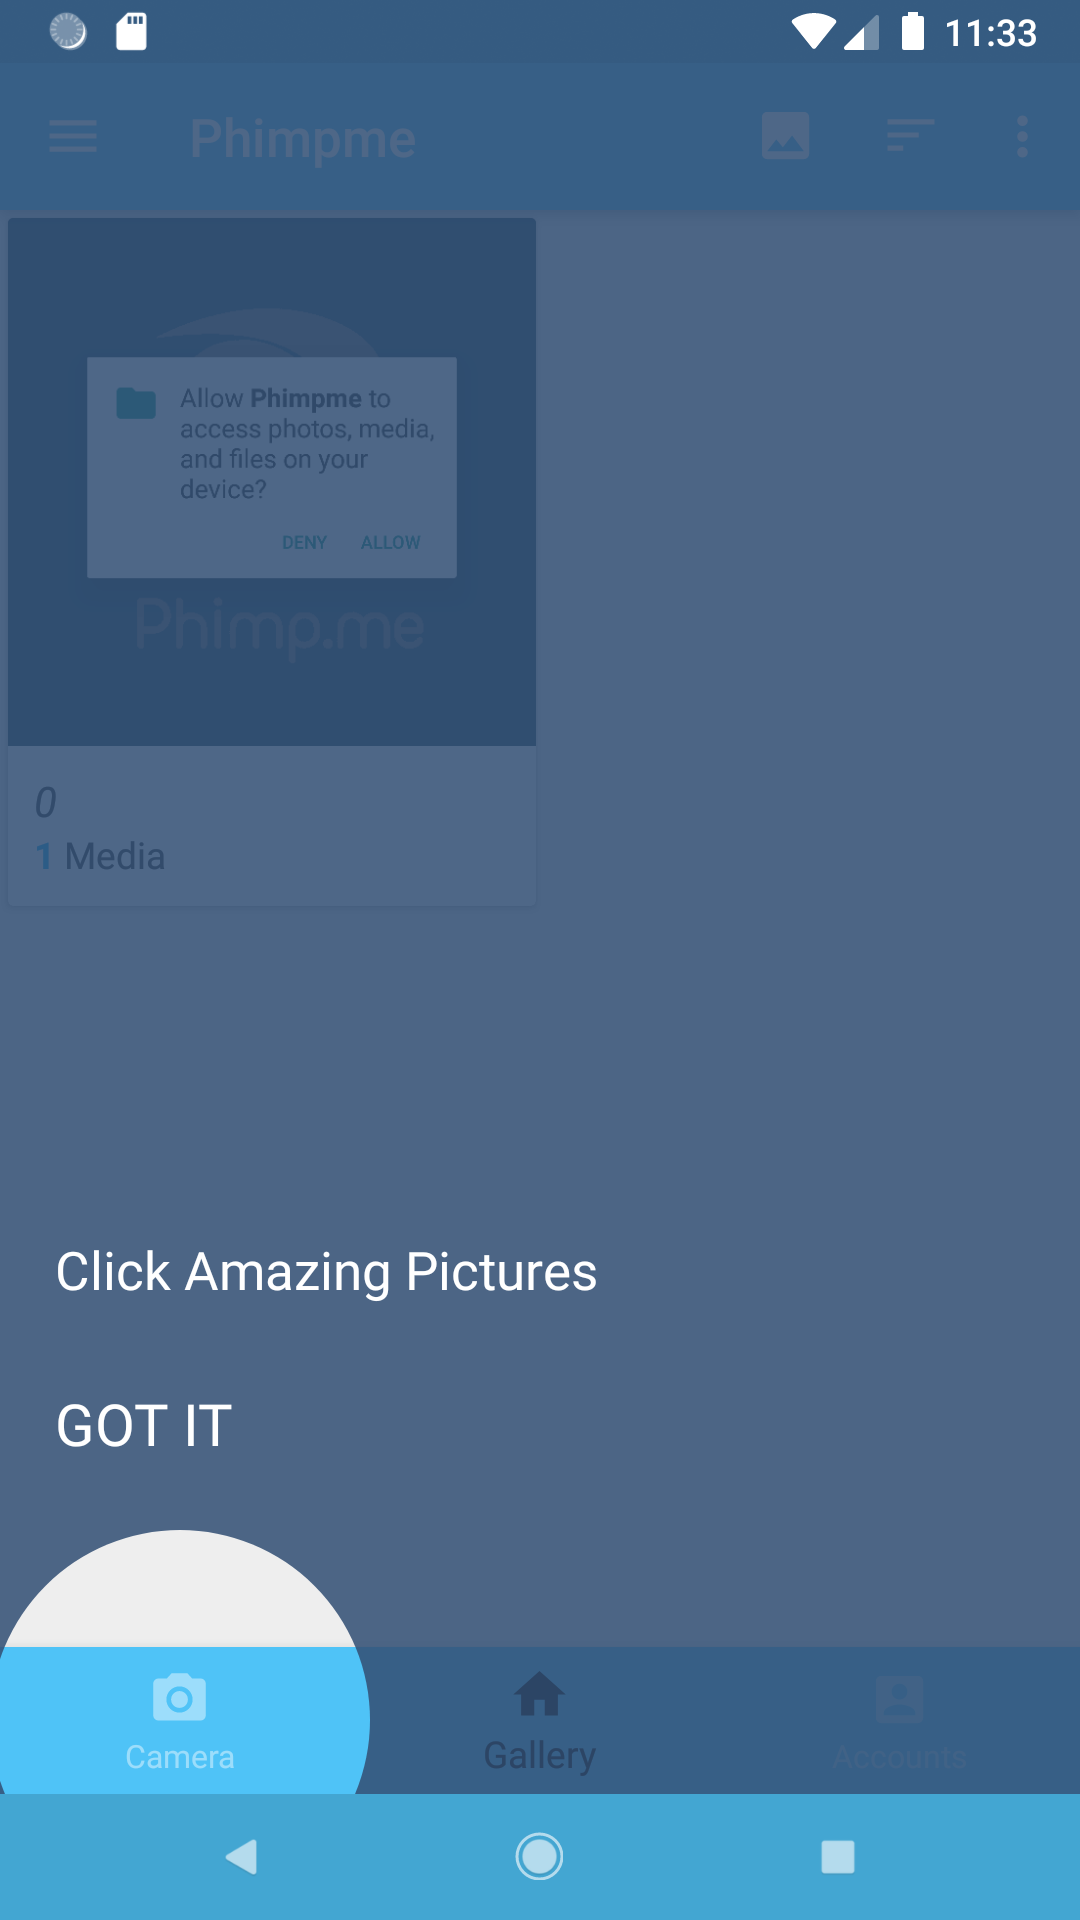 11:33
Phimpme
Allow Phimpme to
access photos, media,
and files on your
device?
DENY ALLOW
Phimp.me
0
1 Media
Click Amazing Pictures
GOT IT
Camera Gallery Accounts